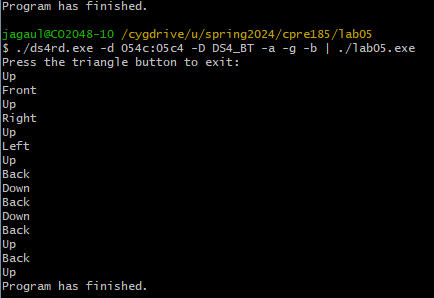 Program has finished.
jagaul@CO2048-10 /cygdrive/u/spring2024/cpre185/lab05
$ ./ds4rd.exe -d 054c:05c4 -D DS4_BT -a -g -b | ./lab05.exe
Press the triangle button to exit:
Up
Front
Up
Right
Up
Left
Up
Back
Down
Back
Down
Back
Up
Back
Up
Program has finished.